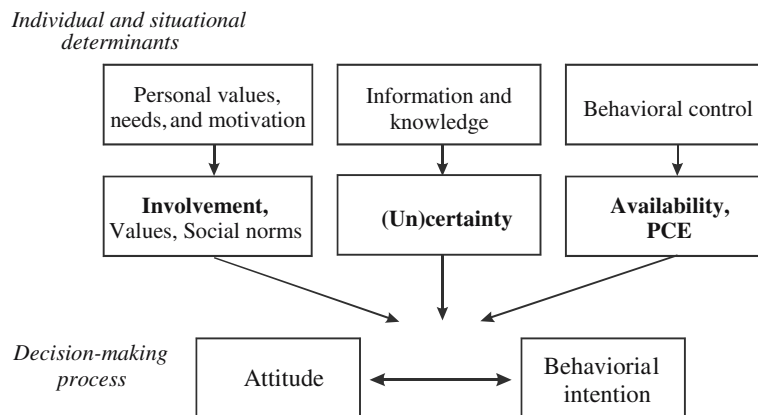 Individual and situational
determinants
Personal values,
needs, and motivation
Information and
knowledge
Behavioral control
Involvement,
Values, Social norms
(Un)certainty
Availability,
PCE
Decision-making
process
Attitude
Behaviorial
intention